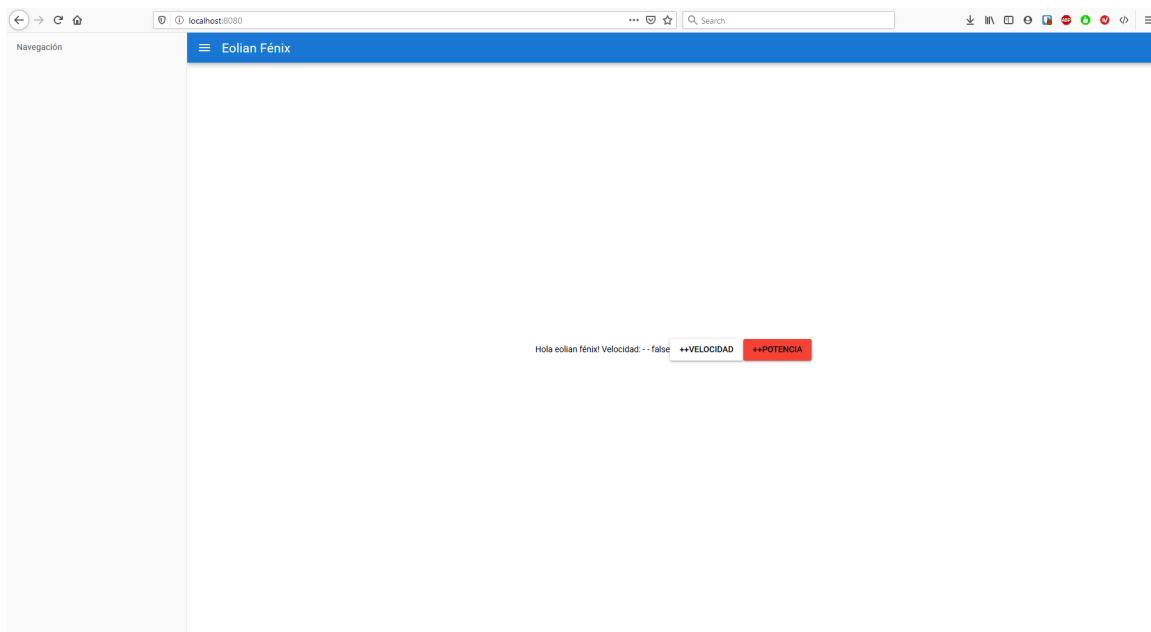 localhost:8080
Search
Navegación
Eolian Fénix
Hola eolian fénix! Velocidad: - - false ++VELOCIDAD ++POTENCIA